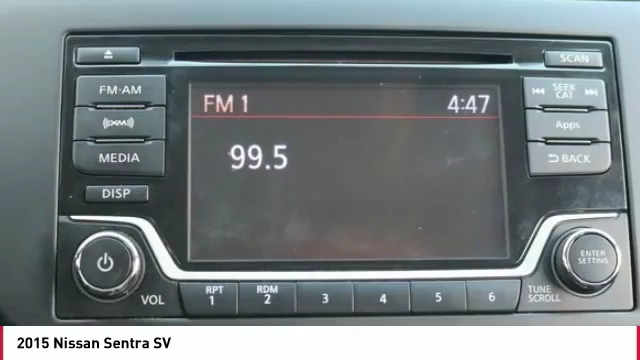 SCAN
FM·AM
SEEK
CAT
(XM)
Apps
MEDIA
BACK
DISP
FM 1 4:47
99.5
ENTER
SETTING
VOL
RPT
1
RDM
2
3
4
5
6
TUNE
SCROLL
2015 Nissan Sentra SV